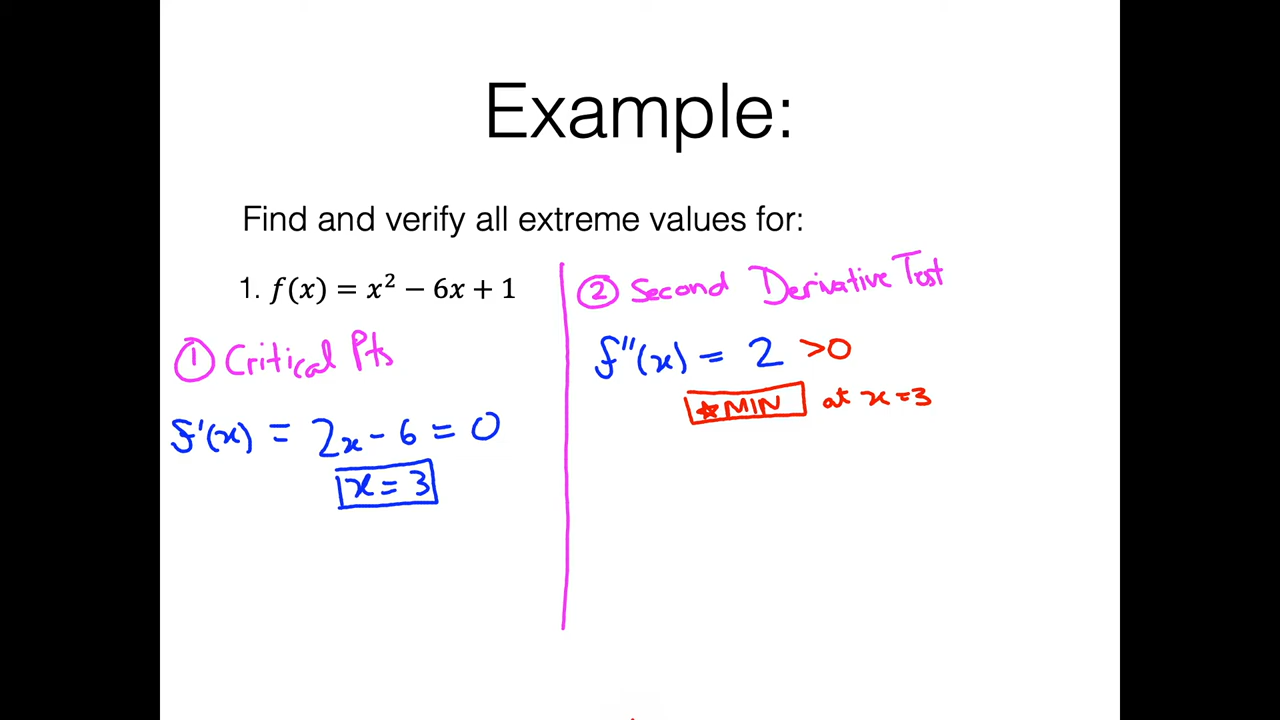 Example:
Find and verify all extreme values for:
1. f(x) = x² − 6x + 1
① Critical Pts
f'(x) = 2x - 6 = 0
x = 3
② Second Derivative Test
f''(x) = 2 >0
☆MIN at x=3